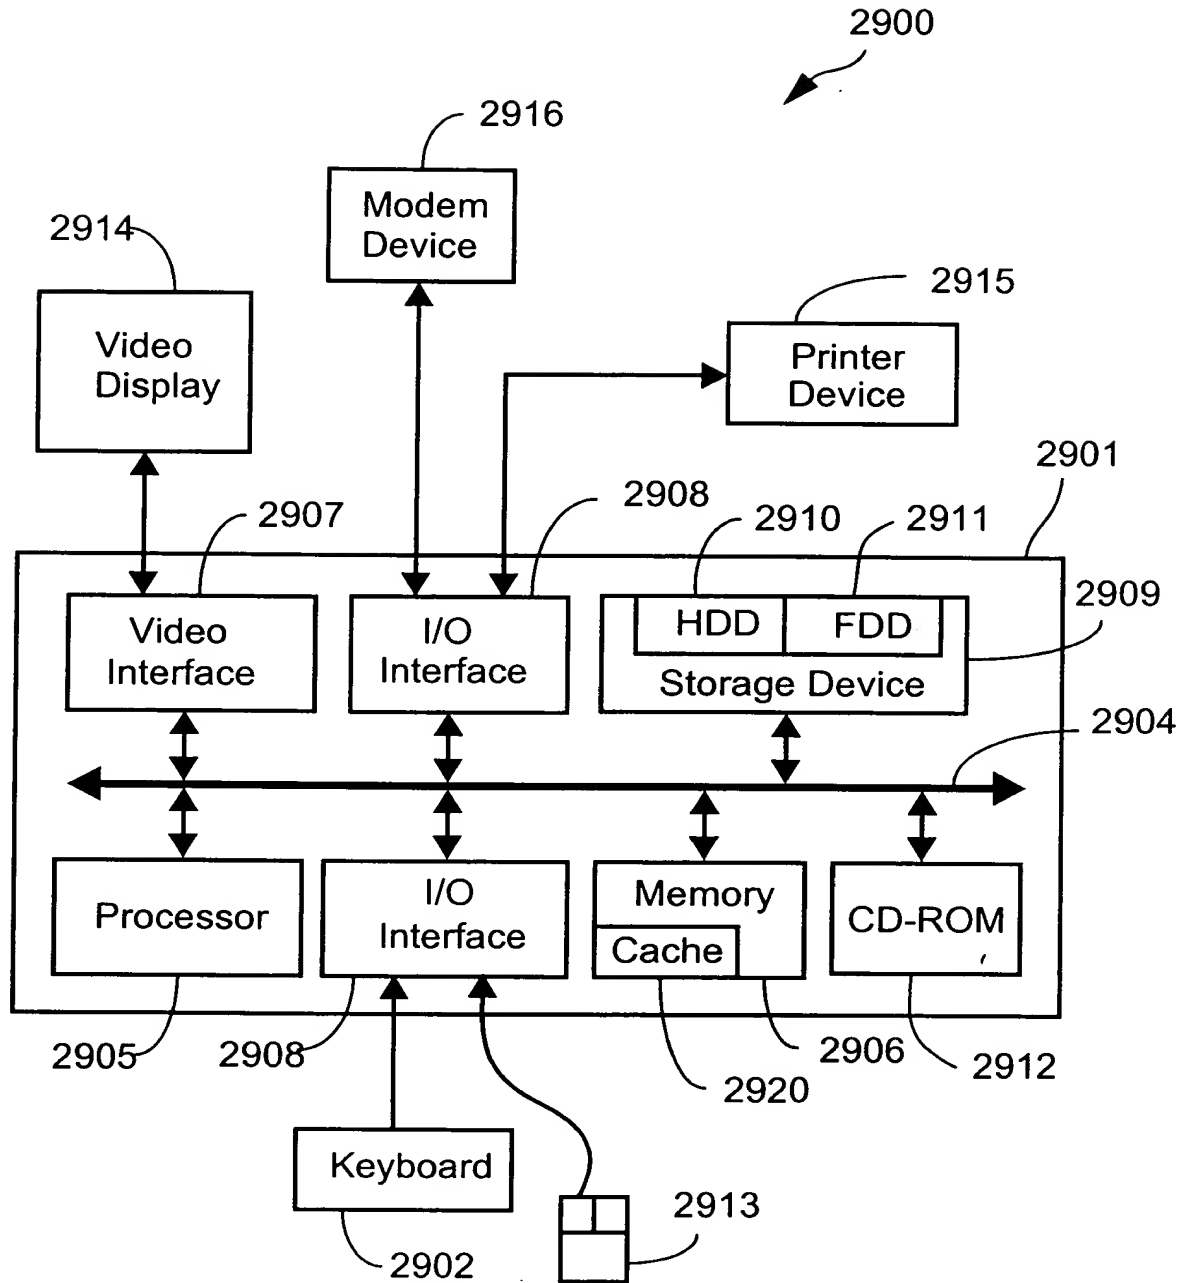 2900
2916
Modem
Device
2914
Video
Display
2915
Printer
Device
2901
2907
2908
2910
2911
2909
Video
Interface
I/O
Interface
HDD
FDD
Storage Device
2904
Processor
I/O
Interface
Memory
Cache
CD-ROM
2905
2908
2920
2906
2912
Keyboard
2902
2913